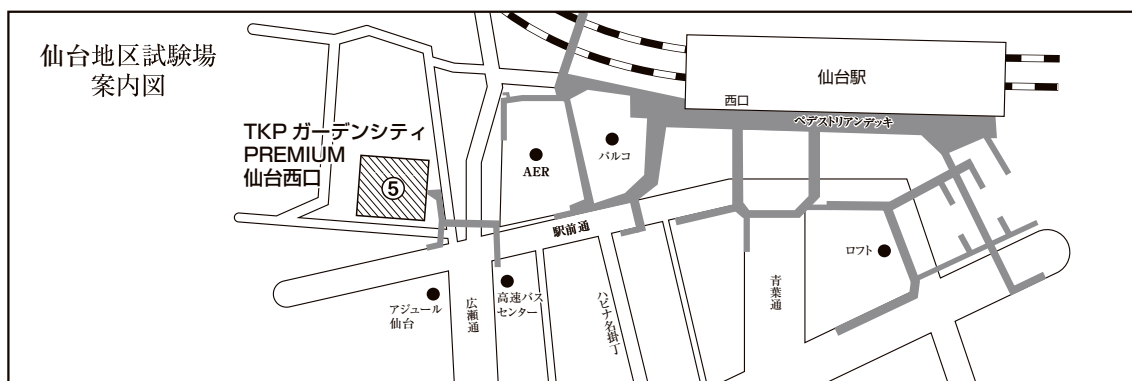 仙台地区試験場
案内図
TKP ガーデンシティ
PREMIUM
仙台西口
⑤
AER
パルコ
仙台駅
西口
ペデストリアンデッキ
駅前通
ロフト
アジュール
仙台
広瀬通
高速バス
センター
ハピナ名掛丁
青葉通